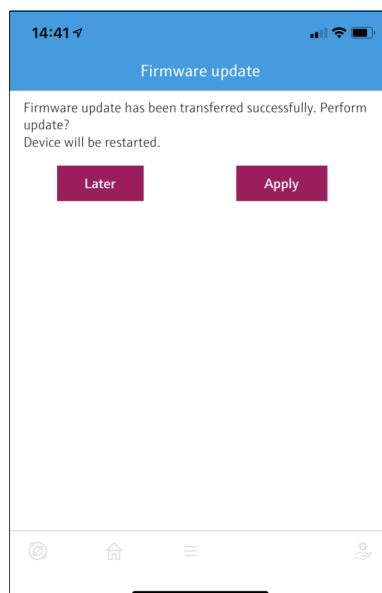 14:41
Firmware update
Firmware update has been transferred successfully. Perform
update?
Device will be restarted.
Later Apply